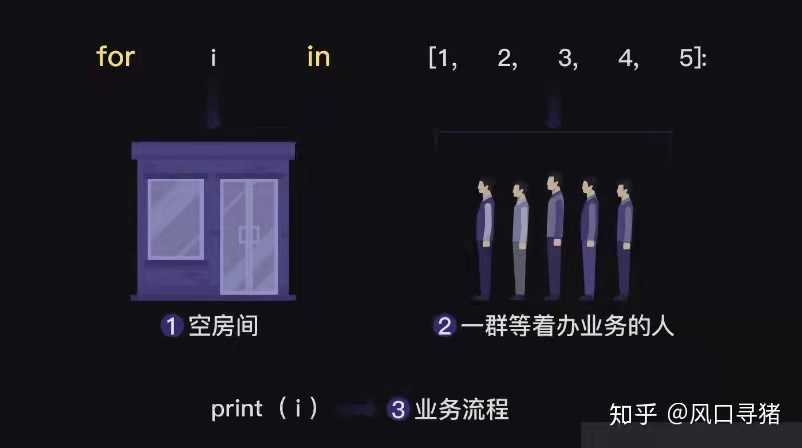 for i in [1, 2, 3, 4, 5]:
1 空房间
2 一群等着办业务的人
print ( i ) 3 业务流程
知乎 @风口寻猪